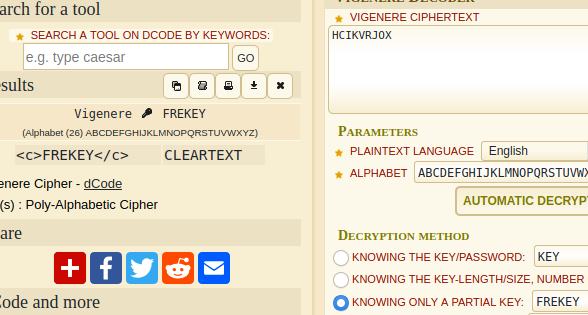 arch for a tool
SEARCH A TOOL ON DCODE BY KEYWORDS:
e.g. type caesar
GO
esults
Vigenere FREKEY
(Alphabet (26) ABCDEFGHIJKLMNOPQRSTUVWXYZ)
<c>FREKEY</c> CLEARTEXT
enere Cipher - dCode
(s) : Poly-Alphabetic Cipher
are
Code and more
VIGENERE DECODER
VIGENERE CIPHERTEXT
HCIKVRJOX
PARAMETERS
PLAINTEXT LANGUAGE English
ALPHABET ABCDEFGHIJKLMNOPQRSTUVWX
AUTOMATIC DECRYP
DECRYPTION METHOD
KNOWING THE KEY/PASSWORD: KEY
KNOWING THE KEY-LENGTH/SIZE, NUMBER
KNOWING ONLY A PARTIAL KEY: FREKEY